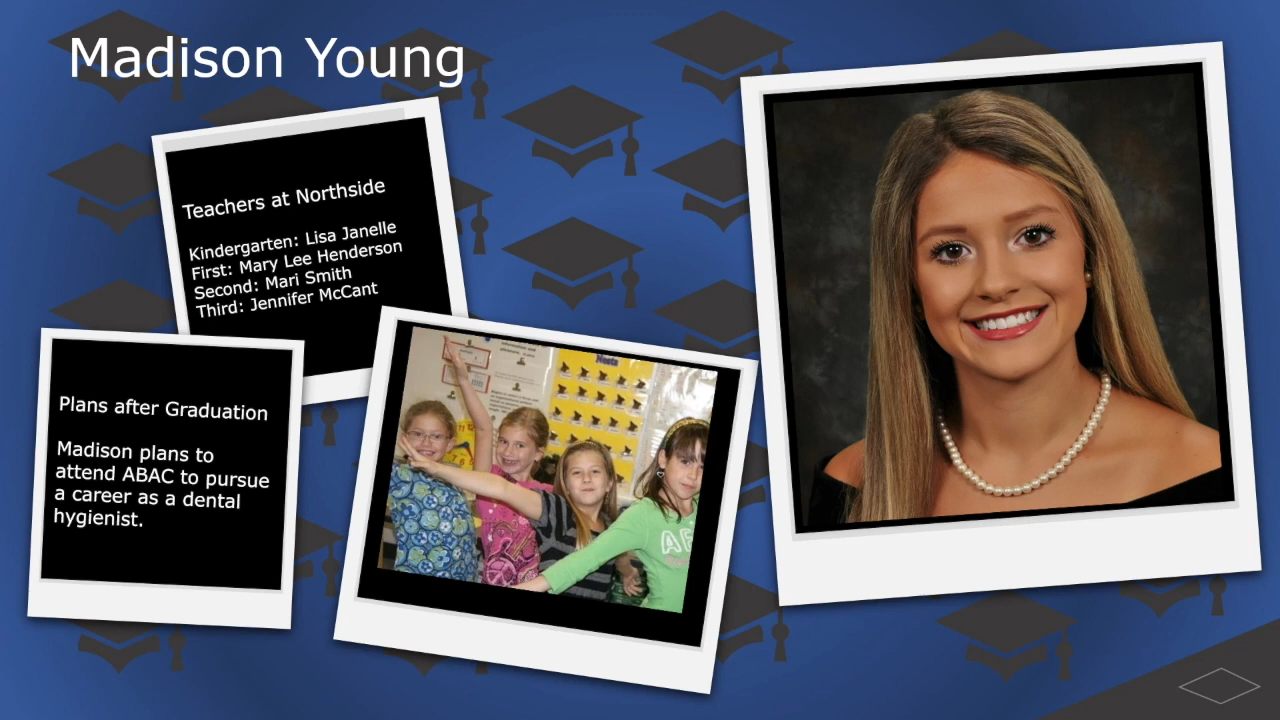 Madison Young
Teachers at Northside
Kindergarten: Lisa Janelle
First: Mary Lee Henderson
Second: Mari Smith
Third: Jennifer McCant
Plans after Graduation
Madison plans to
attend ABAC to pursue
a career as a dental
hygienist.